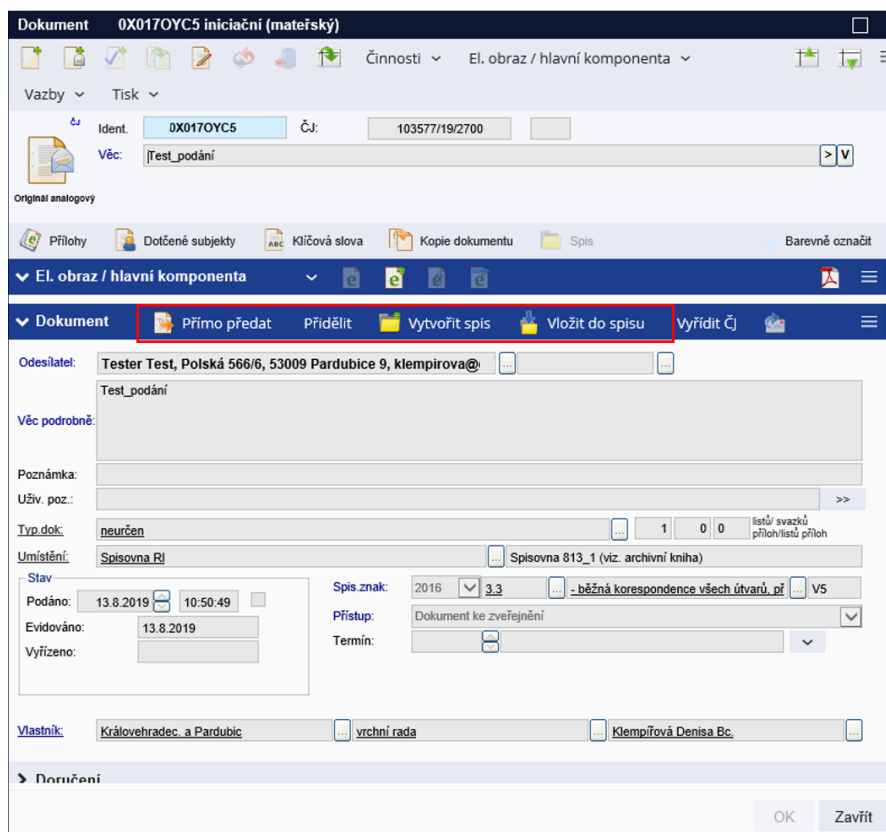 Dokument 0X017OYC5 iniciační (mateřský)
Činnosti El. obraz / hlavní komponenta
Vazby Tisk
čJ
Ident. 0X017OYC5 ČJ: 103577/19/2700
Věc: Test_podání > V
Originál analogový
Přílohy Dotčené subjekty ABC Klíčová slova Kopie dokumentu Spis Barevně označit
El. obraz / hlavní komponenta
Dokument Přímo předat Přidělit Vytvořit spis Vložit do spisu Vyřídit ČJ
Odesílatel: Tester Test, Polská 566/6, 53009 Pardubice 9, klempirova@ ... ...
Test_podání
Věc podrobně:
Poznámka:
Uživ. poz.: >>
Typ.dok: neurčen ... 1 0 0 listů/ svazků
příloh/listů příloh
Umístění: Spisovna RI ... Spisovna 813_1 (viz. archivní kniha)
Stav
Podáno: 13.8.2019 10:50:49
Evidováno: 13.8.2019
Vyřízeno:
Spis.znak: 2016 3.3 ... - běžná korespondence všech útvarů, př ... V5
Přístup: Dokument ke zveřejnění
Termín:
Vlastník: Královehradec. a Pardubic ... vrchní rada ... Klempířová Denisa Bc. ...
Doručení
OK Zavřít